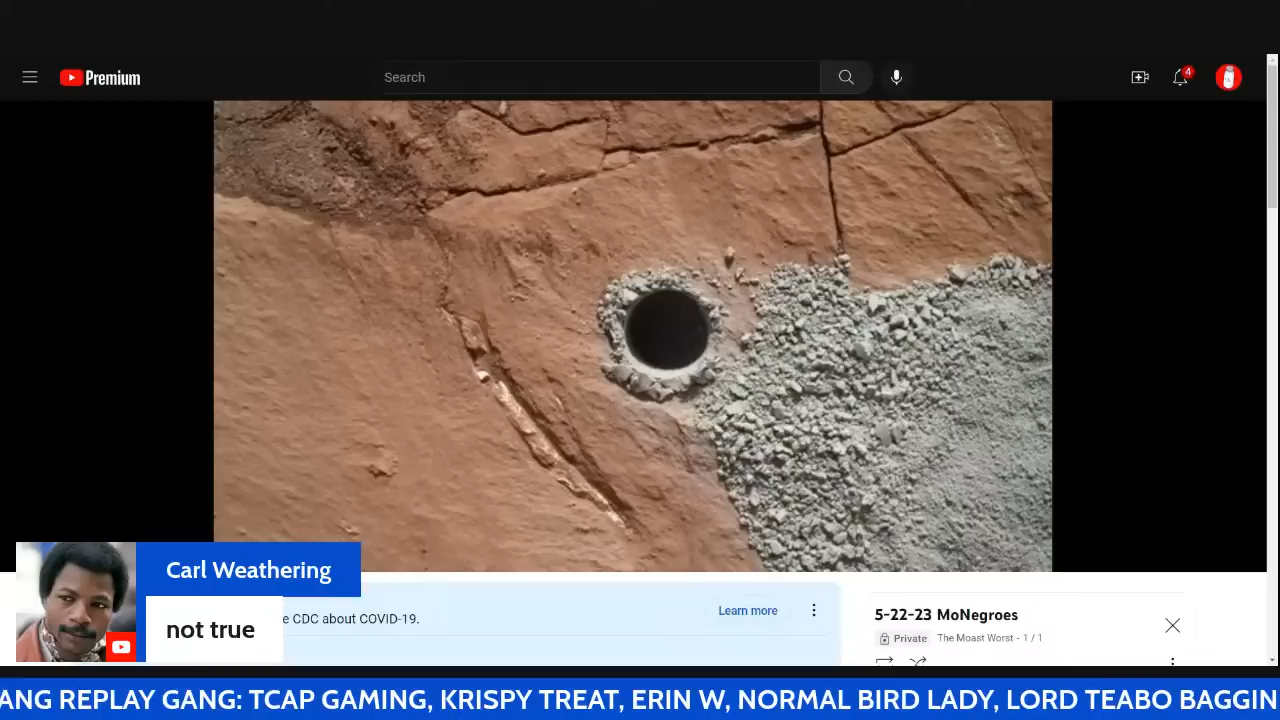 Premium
Search
4
Carl Weathering
not true
e CDC about COVID-19.
Learn more
5-22-23 MoNegroes
Private
The Moast Worst - 1 / 1
ANG REPLAY GANG: TCAP GAMING, KRISPY TREAT, ERIN W, NORMAL BIRD LADY, LORD TEABO BAGGIN